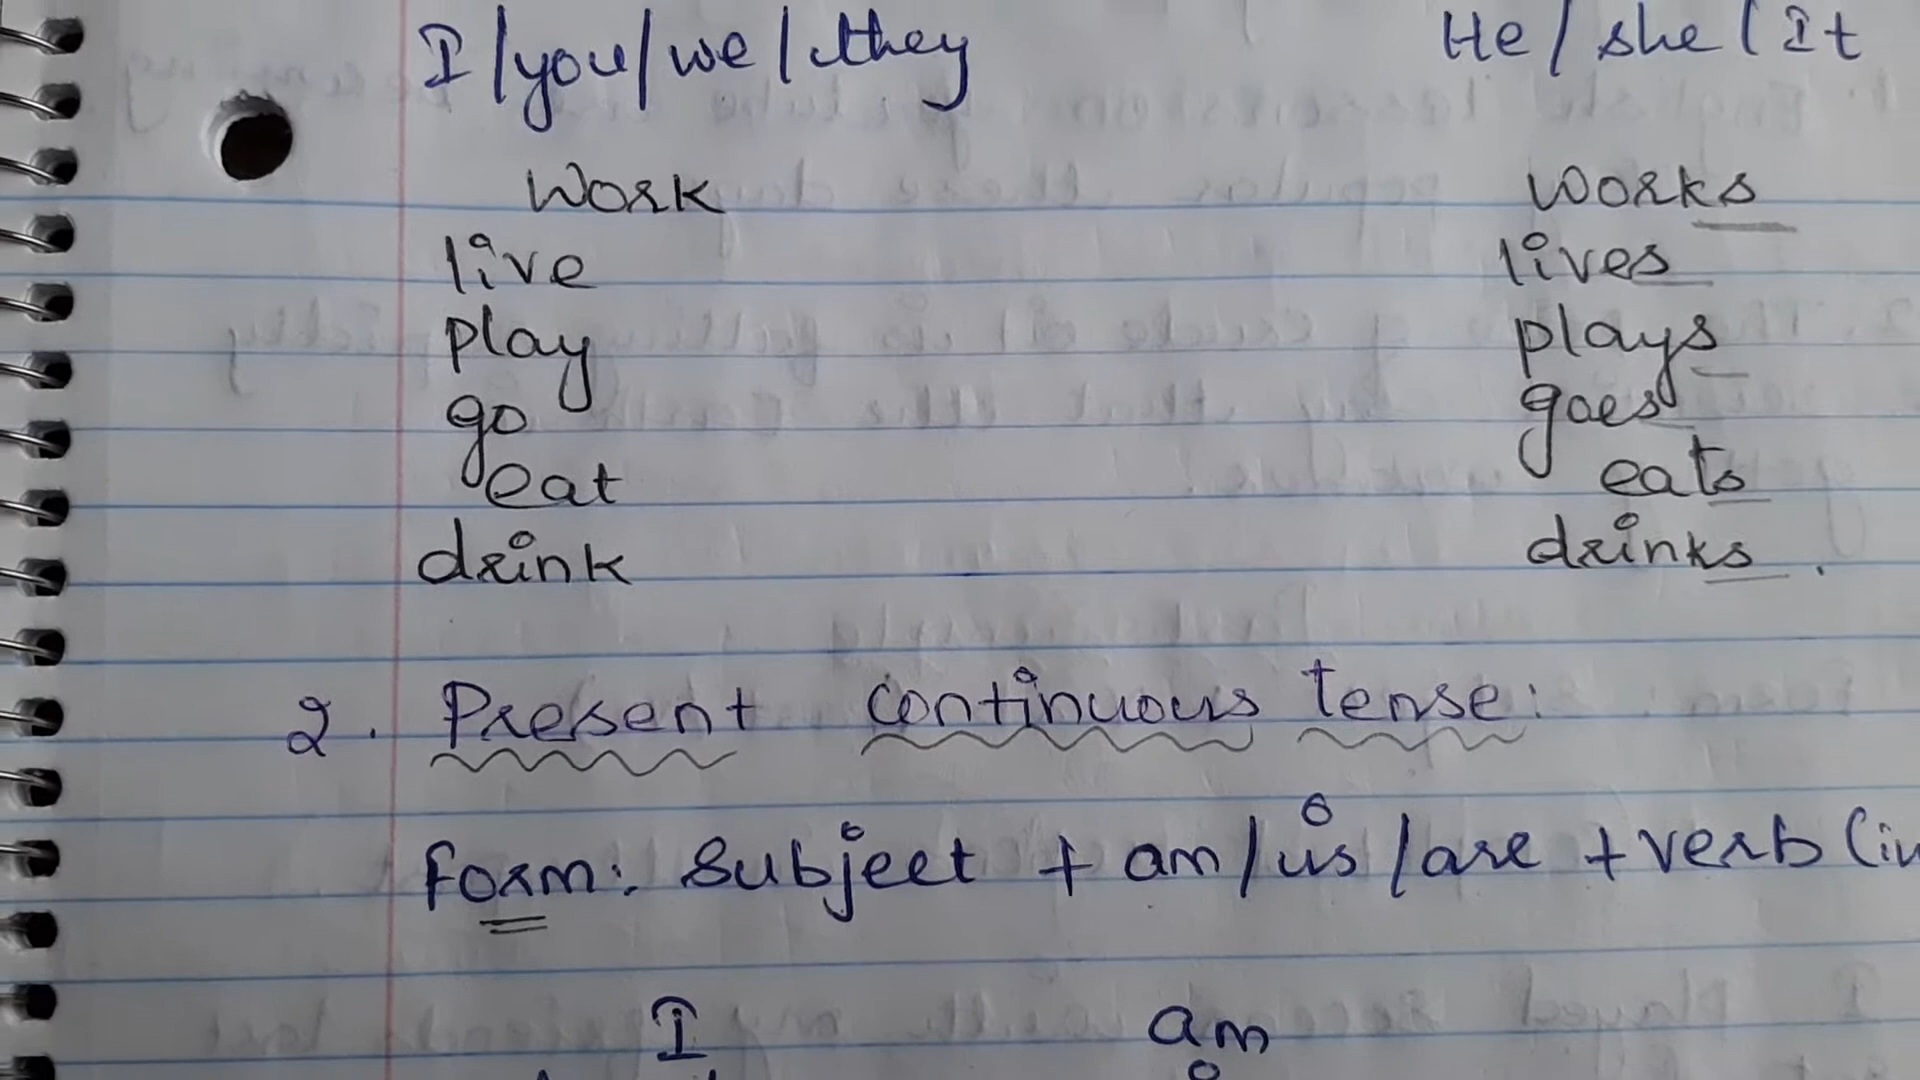 I/you/we/they He/she/It
work works
live lives
play plays
go goes
eat eats
drink drinks.
2. Present continuous tense:
Form: Subject + am/is/are + verb (in
I am